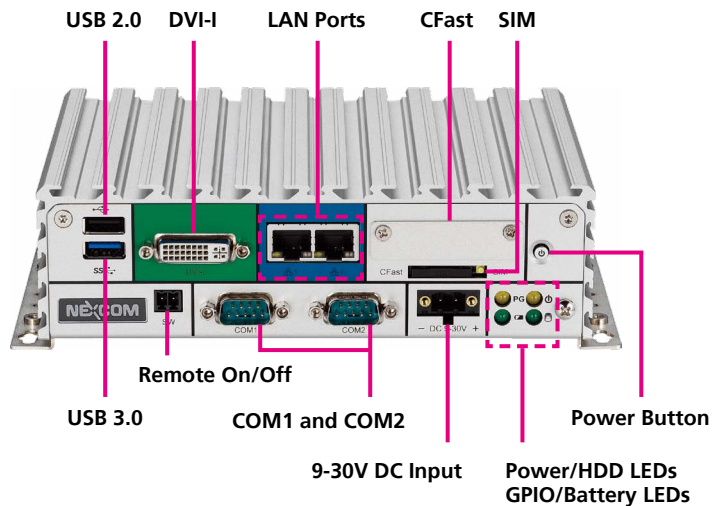 USB 2.0
DVI-I
LAN Ports
CFast
SIM
CFast
NEXCOM
SW
COM1
COM2
− DC 9-30V +
PG
Remote On/Off
USB 3.0
COM1 and COM2
Power Button
9-30V DC Input
Power/HDD LEDs
GPIO/Battery LEDs